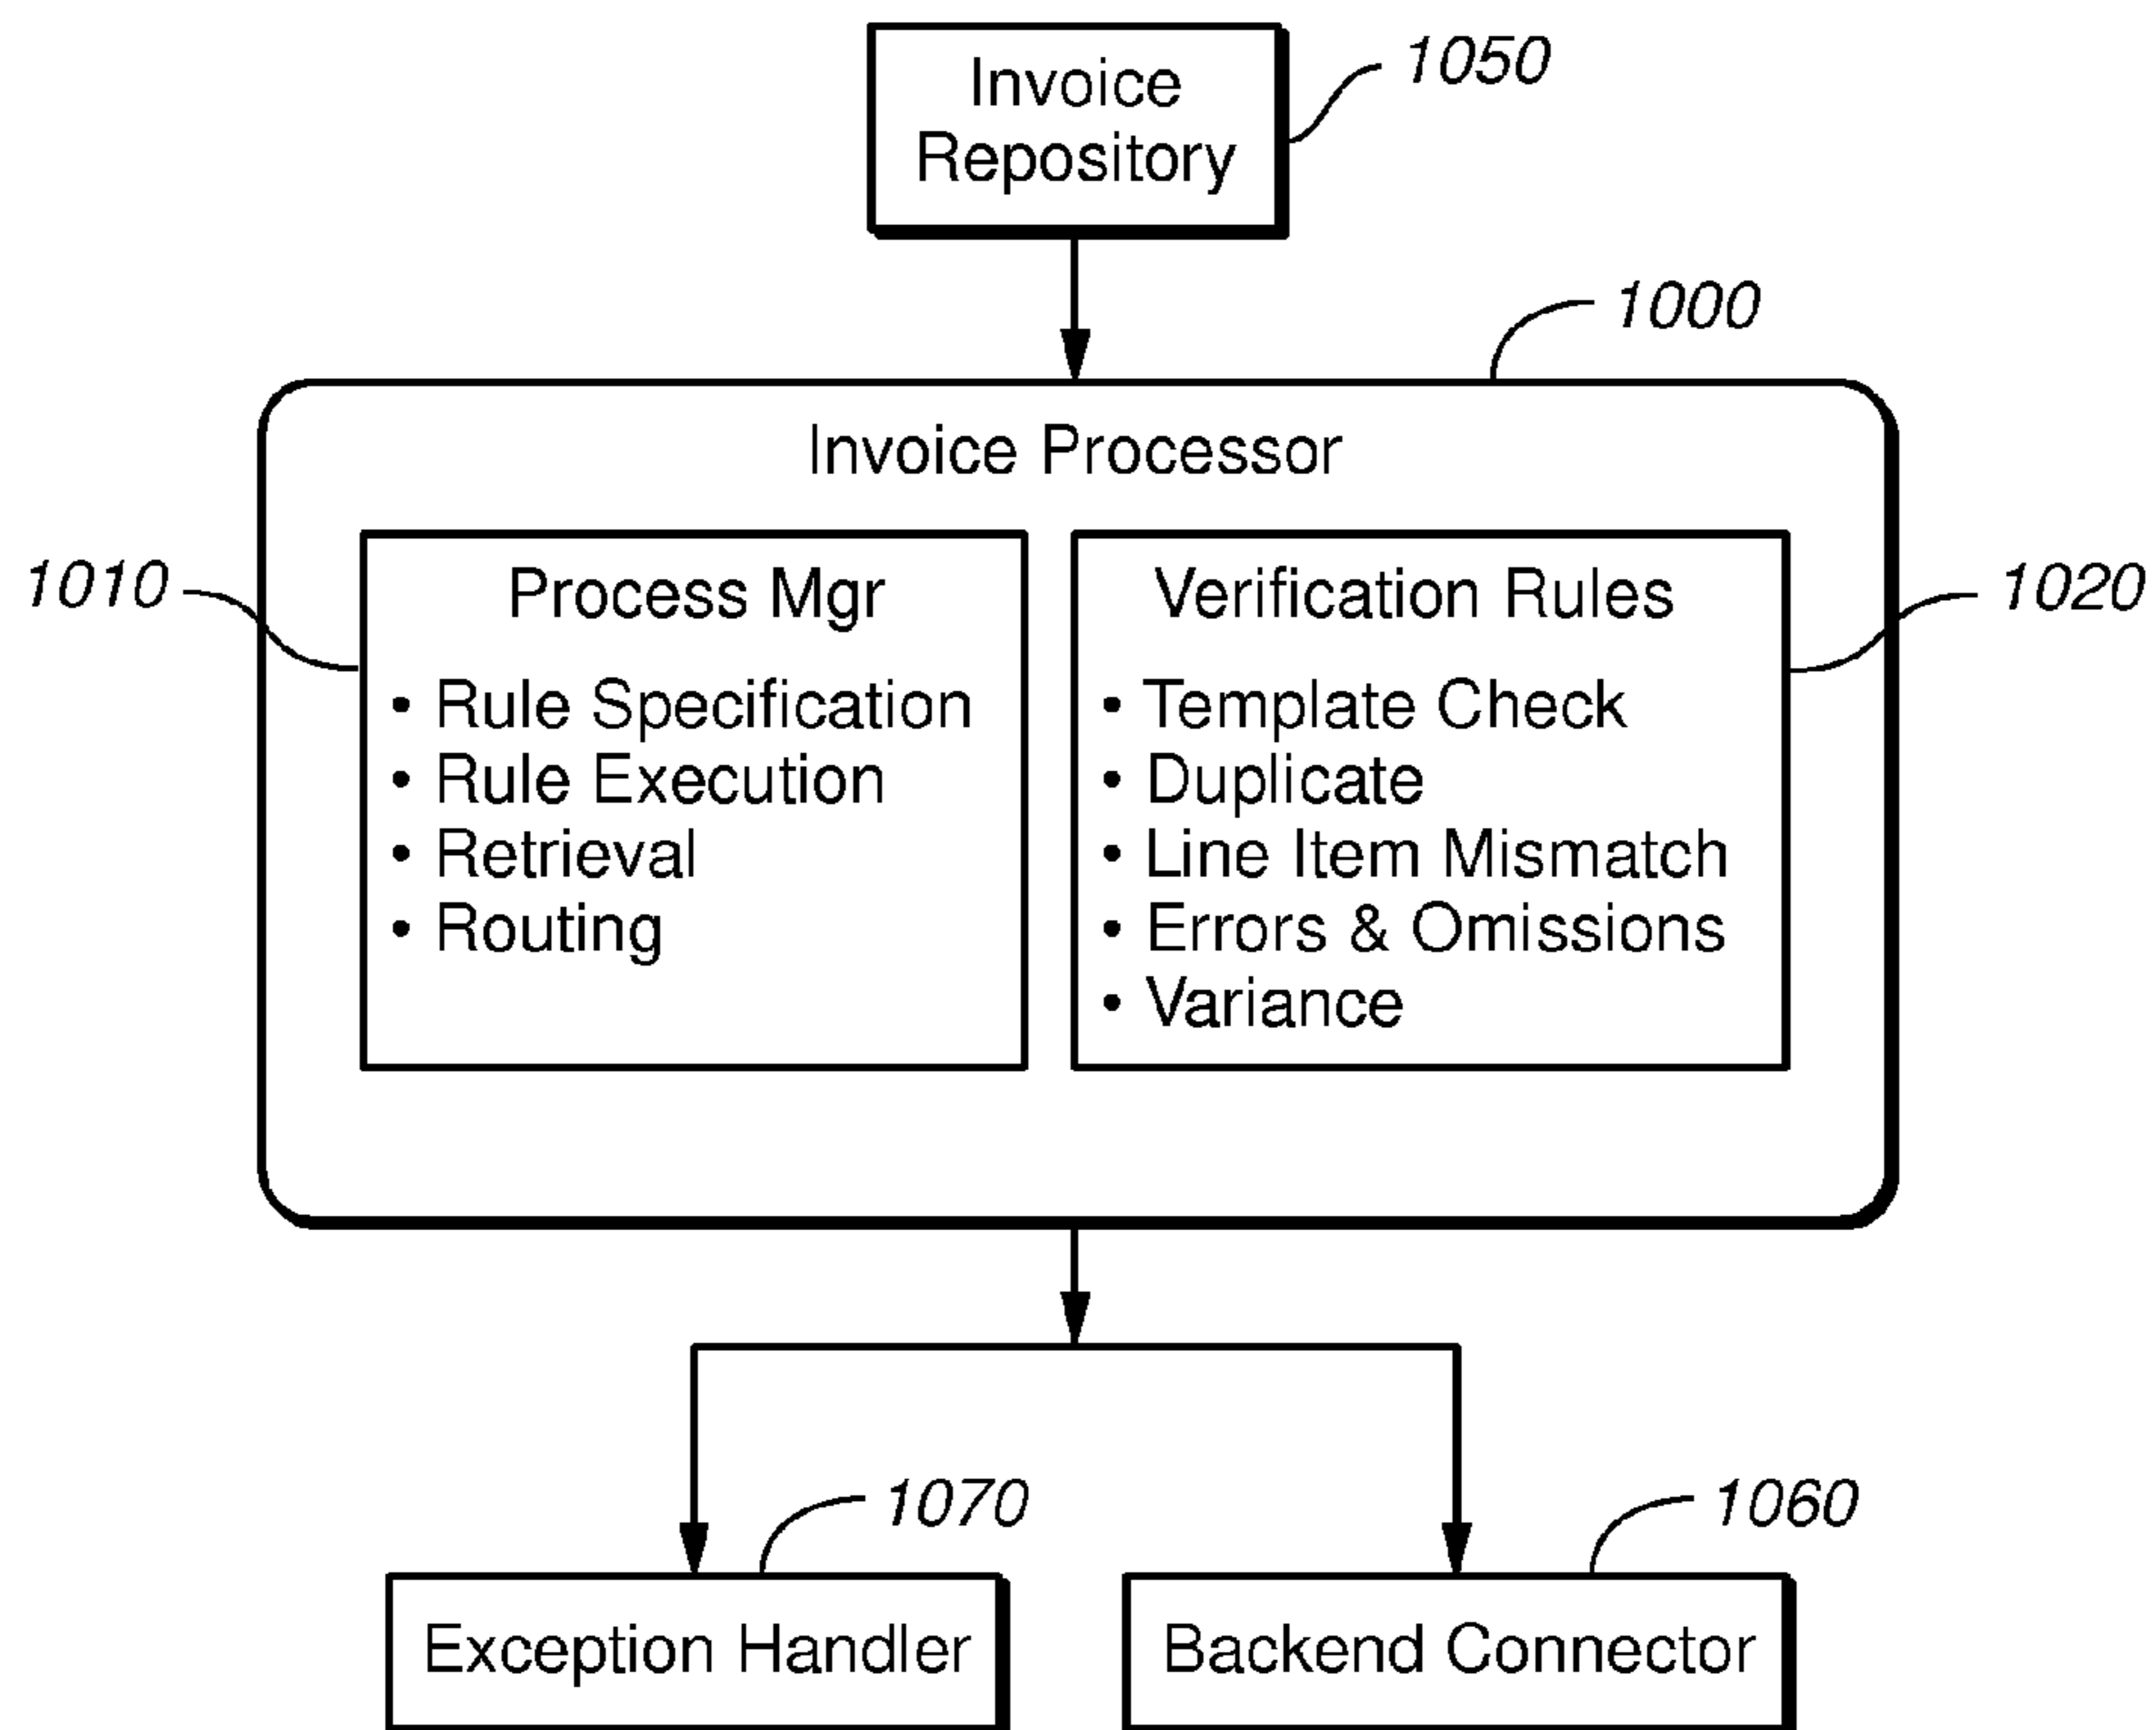 Invoice
Repository
1050
1000
Invoice Processor
1010
Process Mgr
• Rule Specification
• Rule Execution
• Retrieval
• Routing
Verification Rules
• Template Check
• Duplicate
• Line Item Mismatch
• Errors & Omissions
• Variance
1020
1070
Exception Handler
1060
Backend Connector